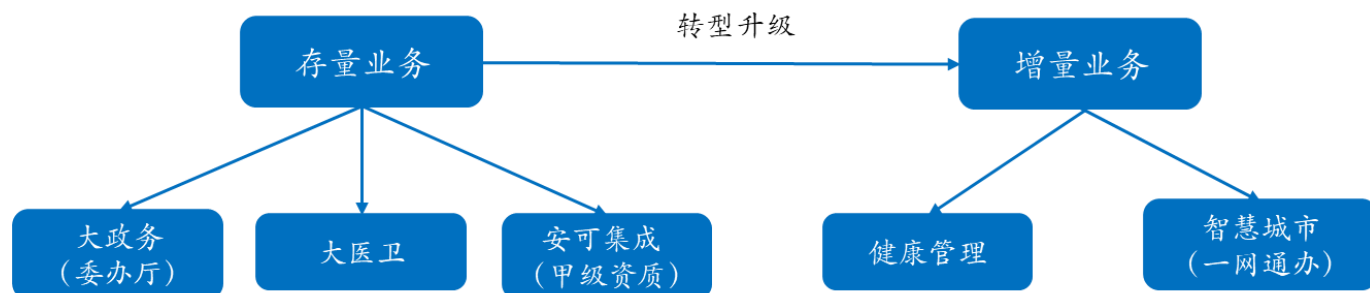 转型升级
存量业务
增量业务
大政务
（委办厅）
大医卫
安可集成
（甲级资质）
健康管理
智慧城市
（一网通办）